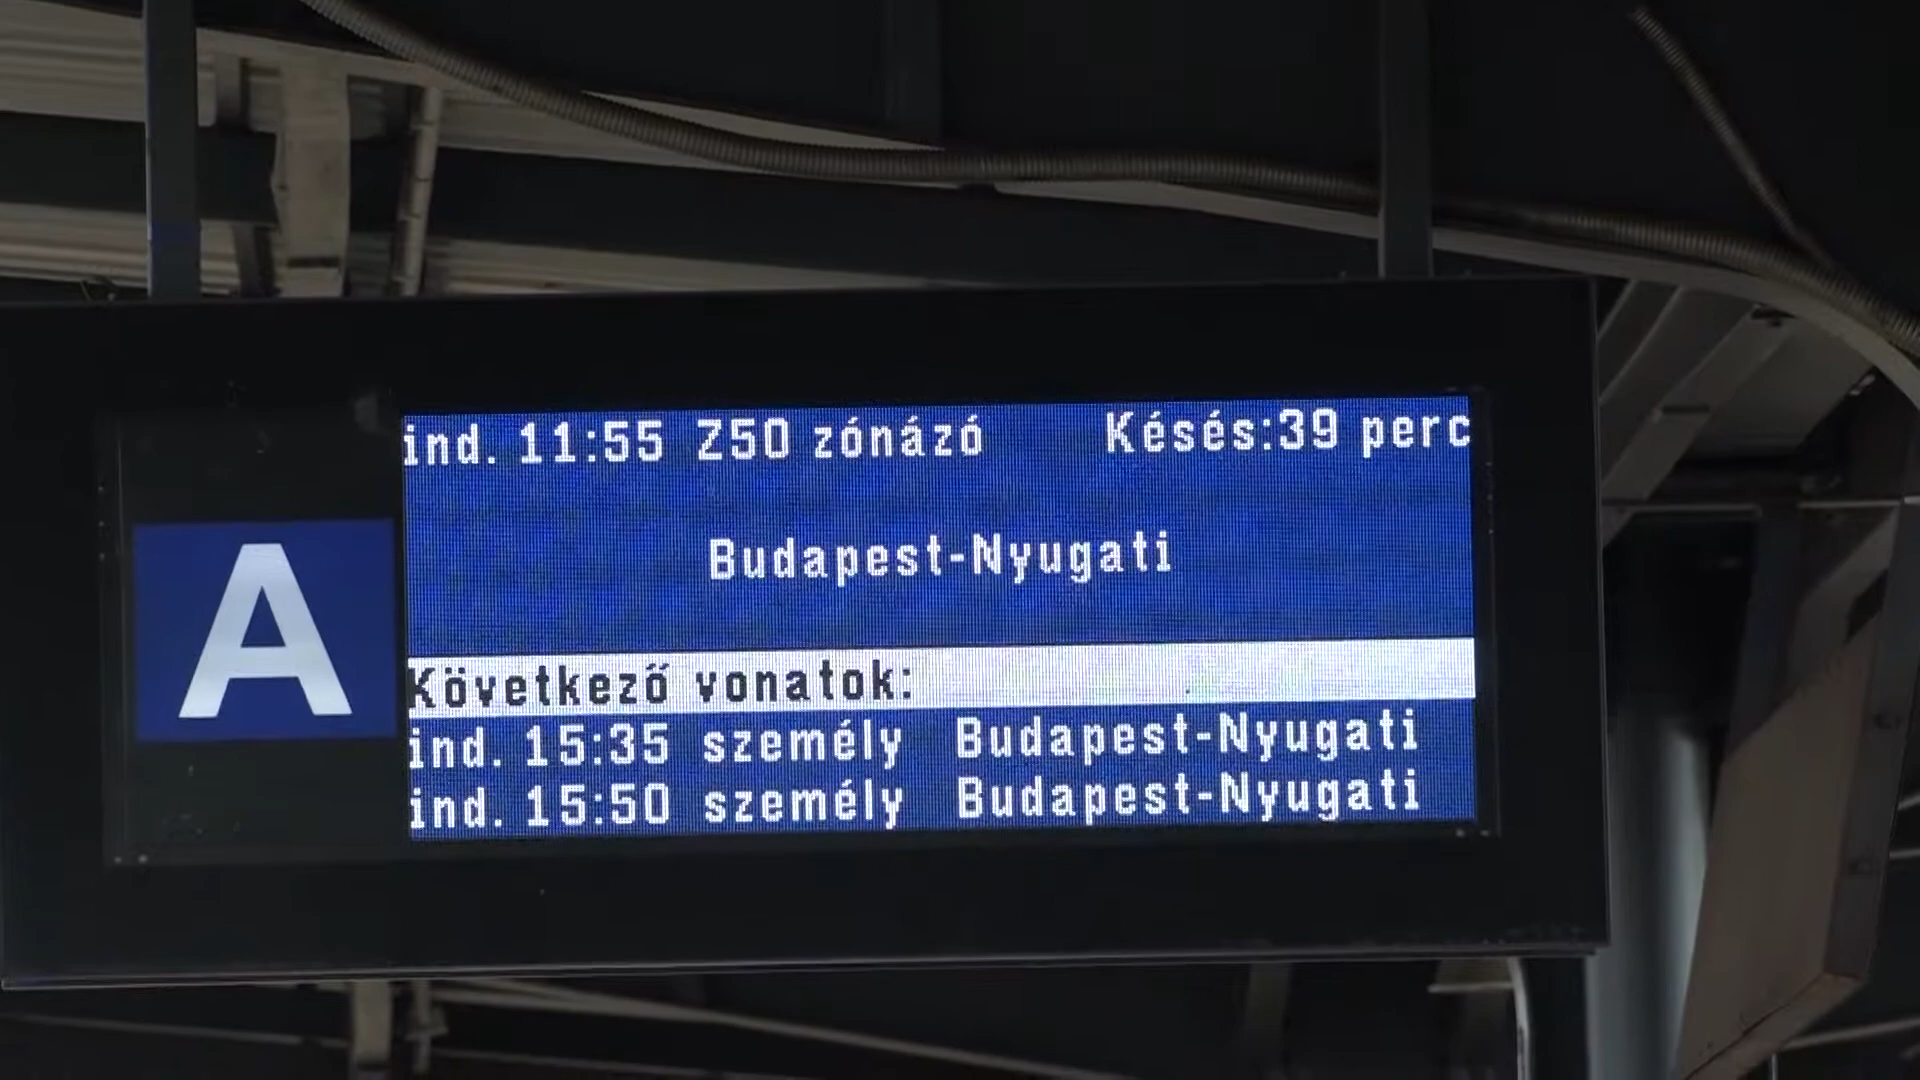 ind. 11:55 Z50 zónázó Késés:39 perc
Budapest-Nyugati
A
Következő vonatok:
ind. 15:35 személy Budapest-Nyugati
ind. 15:50 személy Budapest-Nyugati